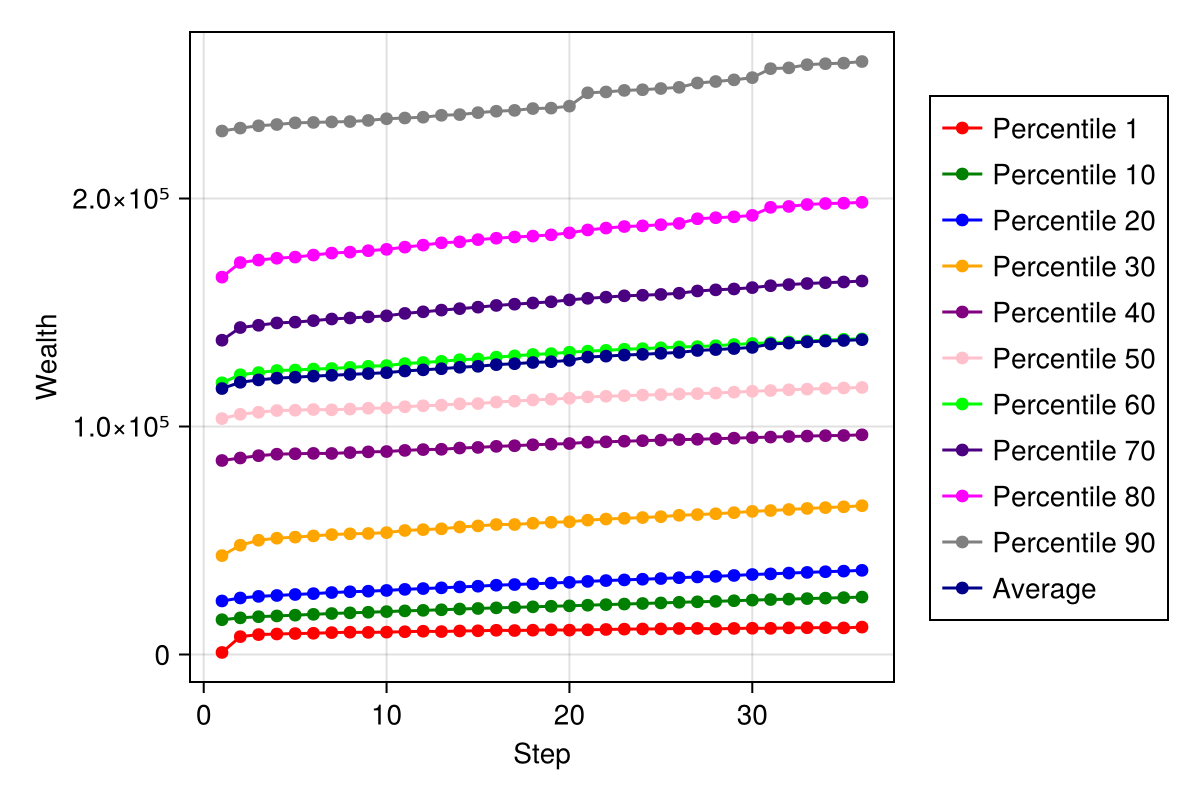 Wealth
2.0×10⁵
1.0×10⁵
0
0
10
20
30
Step
Percentile 1
Percentile 10
Percentile 20
Percentile 30
Percentile 40
Percentile 50
Percentile 60
Percentile 70
Percentile 80
Percentile 90
Average